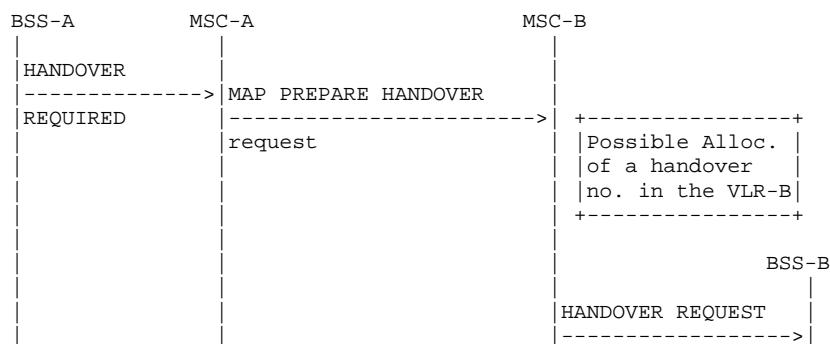 BSS-A MSC-A MSC-B
HANDOVER
MAP PREPARE HANDOVER
REQUIRED
request
Possible Alloc.
of a handover
no. in the VLR-B
BSS-B
HANDOVER REQUEST